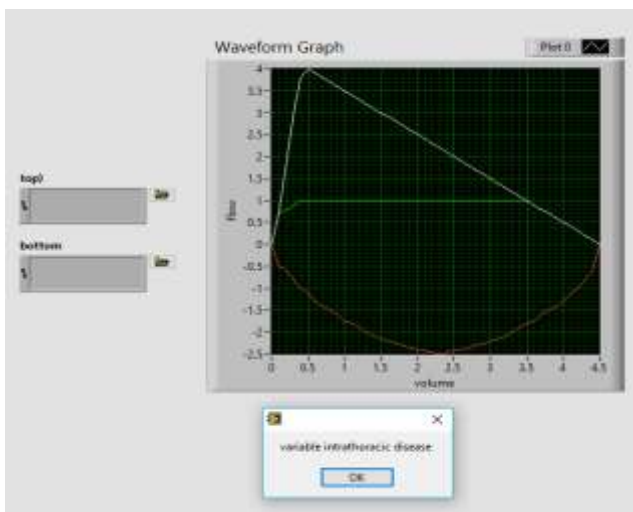 Waveform Graph
Plot 0
4
3.5
3
2.5
2
1.5
1
0.5
0
-0.5
-1
-1.5
-2
-2.5
flow
0 0.5 1 1.5 2 2.5 3 3.5 4 4.5
volume
top)
bottom
variable intrathoracic disease
OK